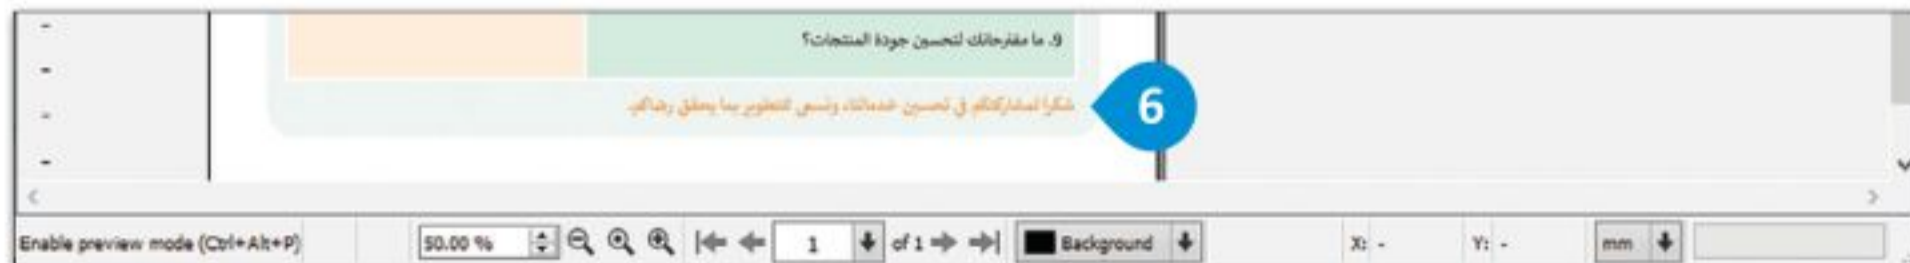 9. ما مقترحاتك لتحسين جودة المنتجات؟
شكرا لمشاركتكم في تحسين خدماتنا، ونسعى للتطوير بما يحقق رضاكم.
6
Enable preview mode (Ctrl+Alt+P) 50.00 % 1 of 1 Background X: - Y: - mm